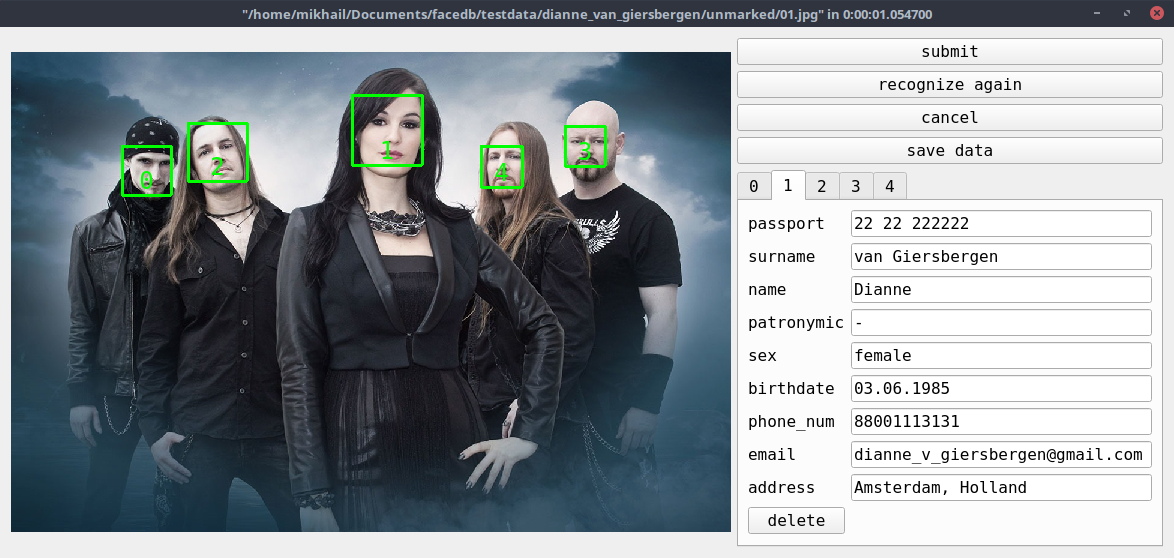 "/home/mikhail/Documents/facedb/testdata/dianne_van_giersbergen/unmarked/01.jpg" in 0:00:01.054700
submit
recognize again
cancel
save data
0 1 2 3 4
passport 22 22 222222
surname van Giersbergen
name Dianne
patronymic -
sex female
birthdate 03.06.1985
phone_num 88001113131
email dianne_v_giersbergen@gmail.com
address Amsterdam, Holland
delete
0
2
1
4
3